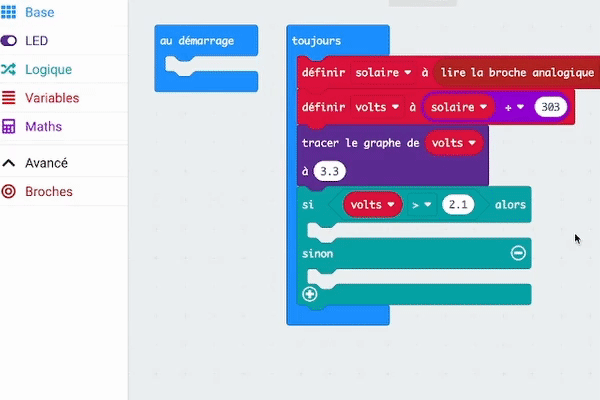 Base
LED
Logique
Variables
Maths
Avancé
Broches
au démarrage
toujours
définir solaire à lire la broche analogique
définir volts à solaire ÷ 303
tracer le graphe de volts
à 3.3
si volts > 2.1 alors
sinon